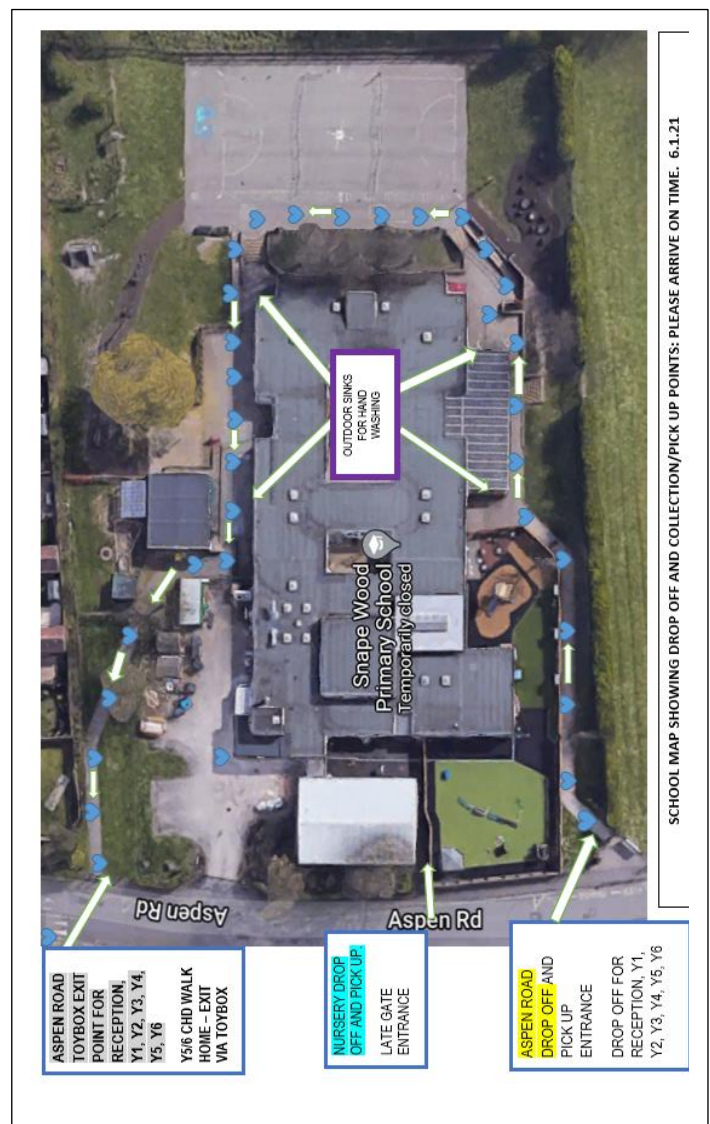 SCHOOL MAP SHOWING DROP OFF AND COLLECTION/PICK UP POINTS: PLEASE ARRIVE ON TIME.  6.1.21
ASPEN ROAD
TOYBOX EXIT
POINT FOR
RECEPTION,
Y1, Y2, Y3, Y4,
Y5, Y6
Y5/6 CHD WALK
HOME – EXIT
VIA TOYBOX
NURSERY DROP
OFF AND PICK UP.
LATE GATE
ENTRANCE
ASPEN ROAD
DROP OFF AND
PICK UP
ENTRANCE
DROP OFF FOR
RECEPTION, Y1,
Y2, Y3, Y4, Y5, Y6
Aspen Rd
Aspen Rd
OUTDOOR SINKS
FOR HAND
WASHING
Snape Wood
Primary School
Temporarily closed